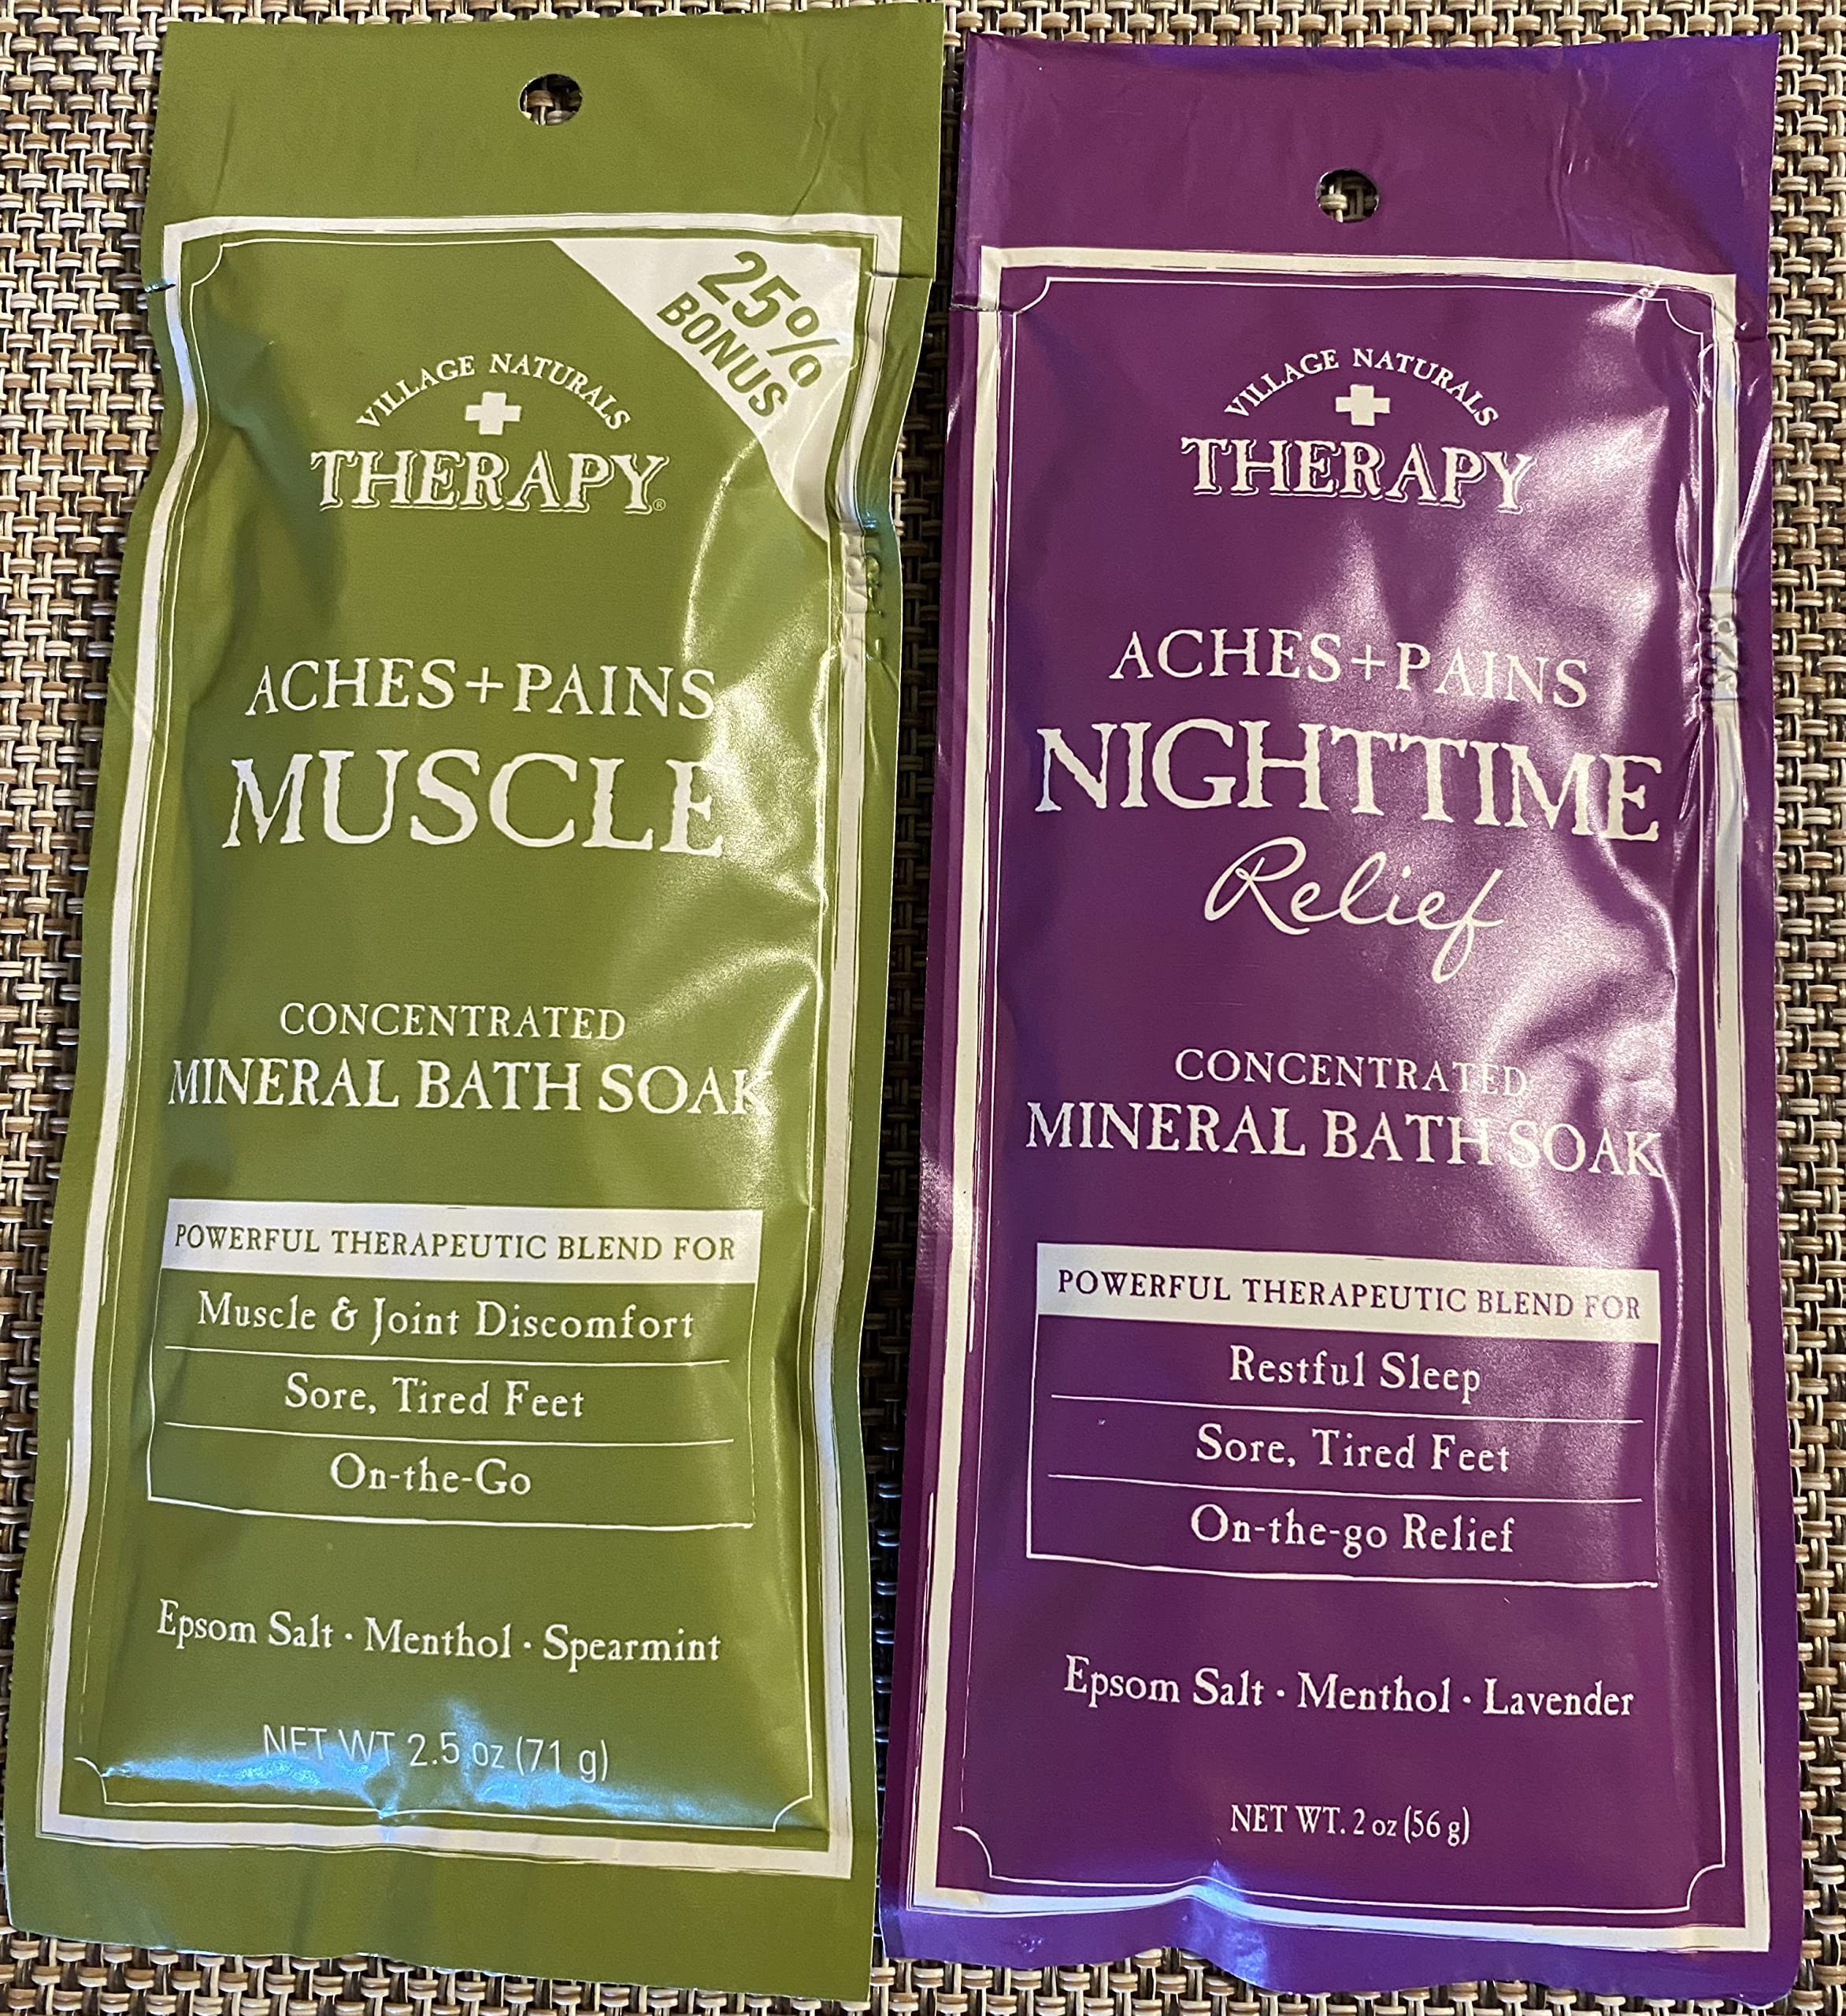 25%
BONUS
VILLAGE NATURALS
THERAPY®
ACHES+PAINS
MUSCLE
CONCENTRATED
MINERAL BATH SOAK
POWERFUL THERAPEUTIC BLEND FOR
Muscle & Joint Discomfort
Sore, Tired Feet
On-the-Go
Epsom Salt · Menthol · Spearmint
NET WT 2.5 oz (71 g)
VILLAGE NATURALS
THERAPY®
ACHES+PAINS
NIGHTTIME
Relief
CONCENTRATED
MINERAL BATH SOAK
POWERFUL THERAPEUTIC BLEND FOR
Restful Sleep
Sore, Tired Feet
On-the-go Relief
Epsom Salt · Menthol · Lavender
NET WT. 2 oz (56 g)